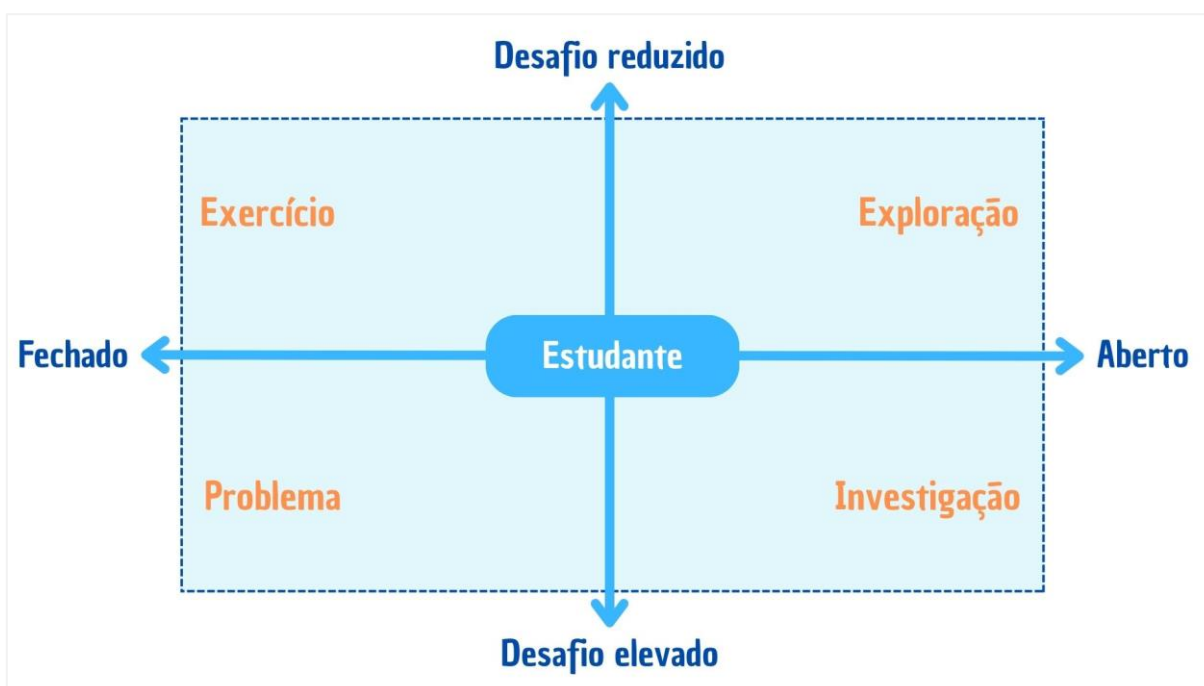 Desafio reduzido
Exercício
Exploração
Fechado
Estudante
Aberto
Problema
Investigação
Desafio elevado